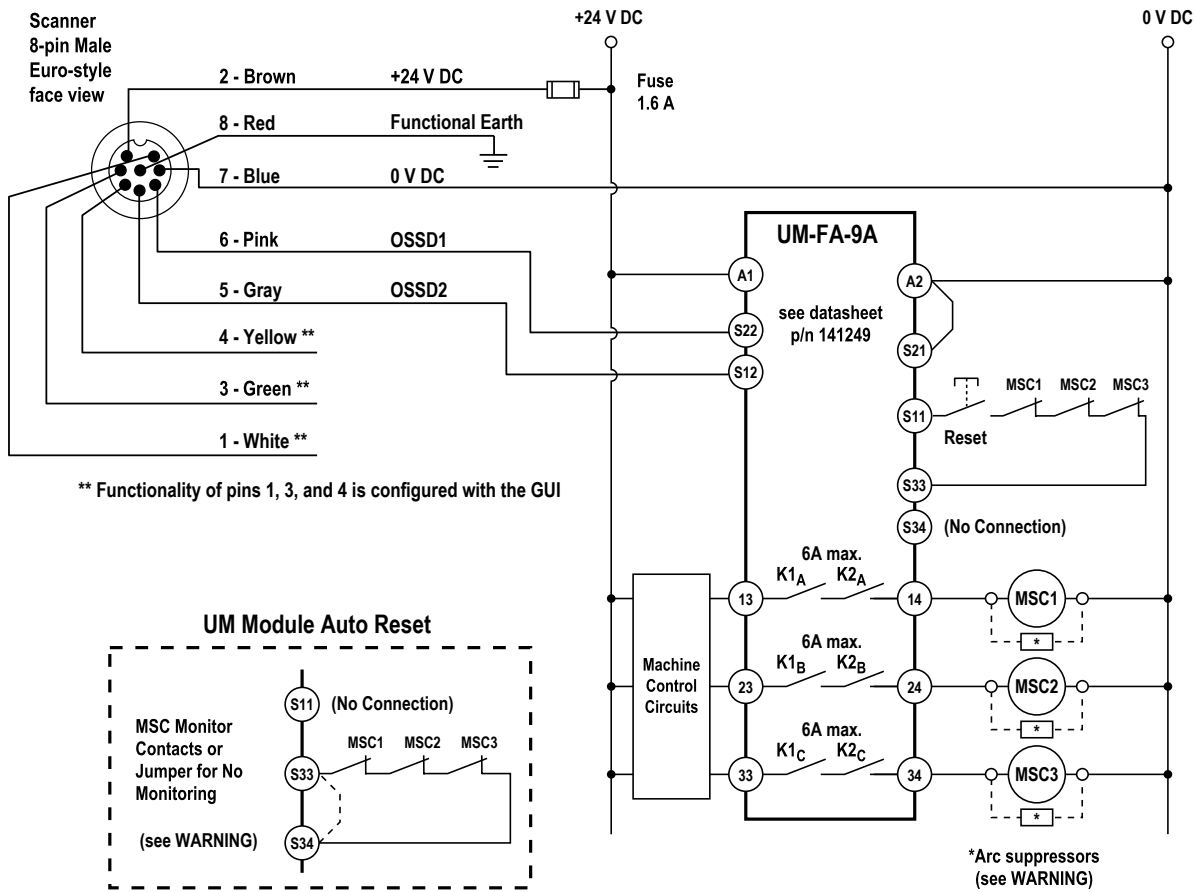 Scanner
8-pin Male
Euro-style
face view
+24 V DC
0 V DC
2 - Brown +24 V DC
Fuse
1.6 A
8 - Red Functional Earth
7 - Blue 0 V DC
6 - Pink OSSD1
5 - Gray OSSD2
4 - Yellow **
3 - Green **
1 - White **
** Functionality of pins 1, 3, and 4 is configured with the GUI
UM-FA-9A
see datasheet
p/n 141249
A1
S22
S12
A2
S21
S11
Reset
MSC1 MSC2 MSC3
S33
S34 (No Connection)
Machine
Control
Circuits
6A max.
13 K1A K2A 14 MSC1
*
6A max.
23 K1B K2B 24 MSC2
*
6A max.
33 K1C K2C 34 MSC3
*
*Arc suppressors
(see WARNING)
UM Module Auto Reset
MSC Monitor
Contacts or
Jumper for No
Monitoring
(see WARNING)
S11 (No Connection)
MSC1 MSC2 MSC3
S33
S34